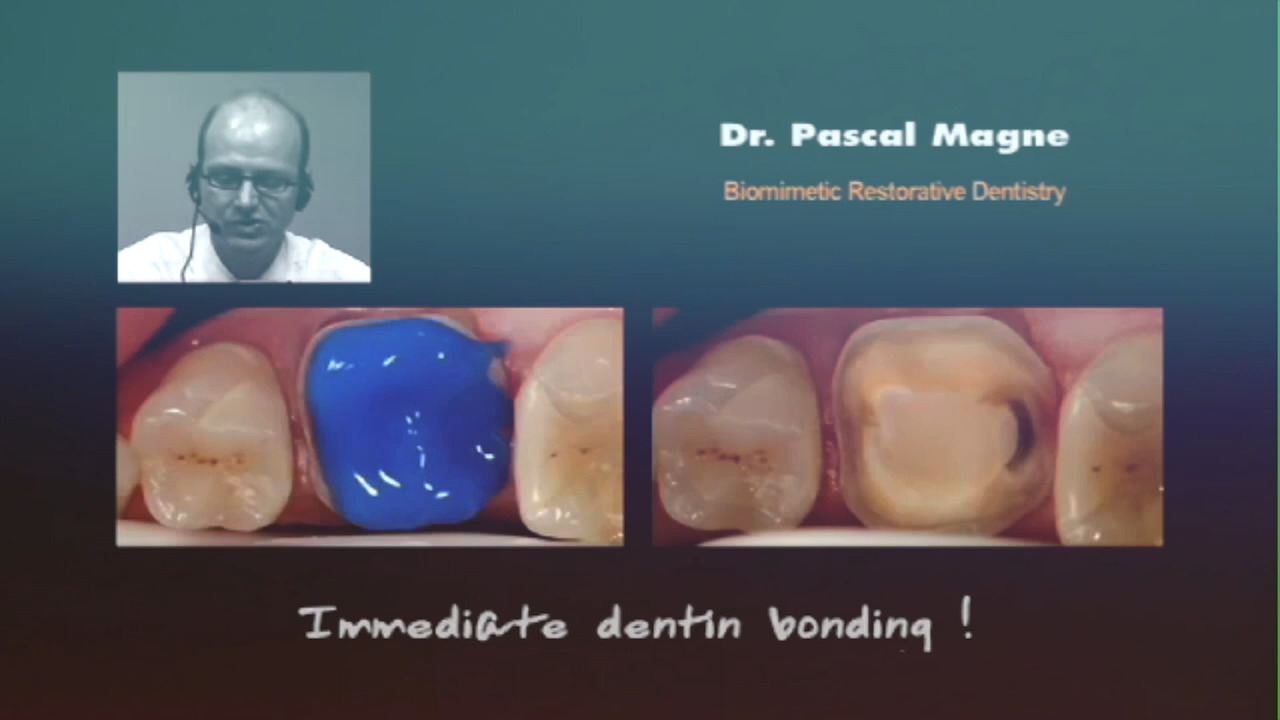 Dr. Pascal Magne
Biomimetic Restorative Dentistry
Immediate dentin bonding !